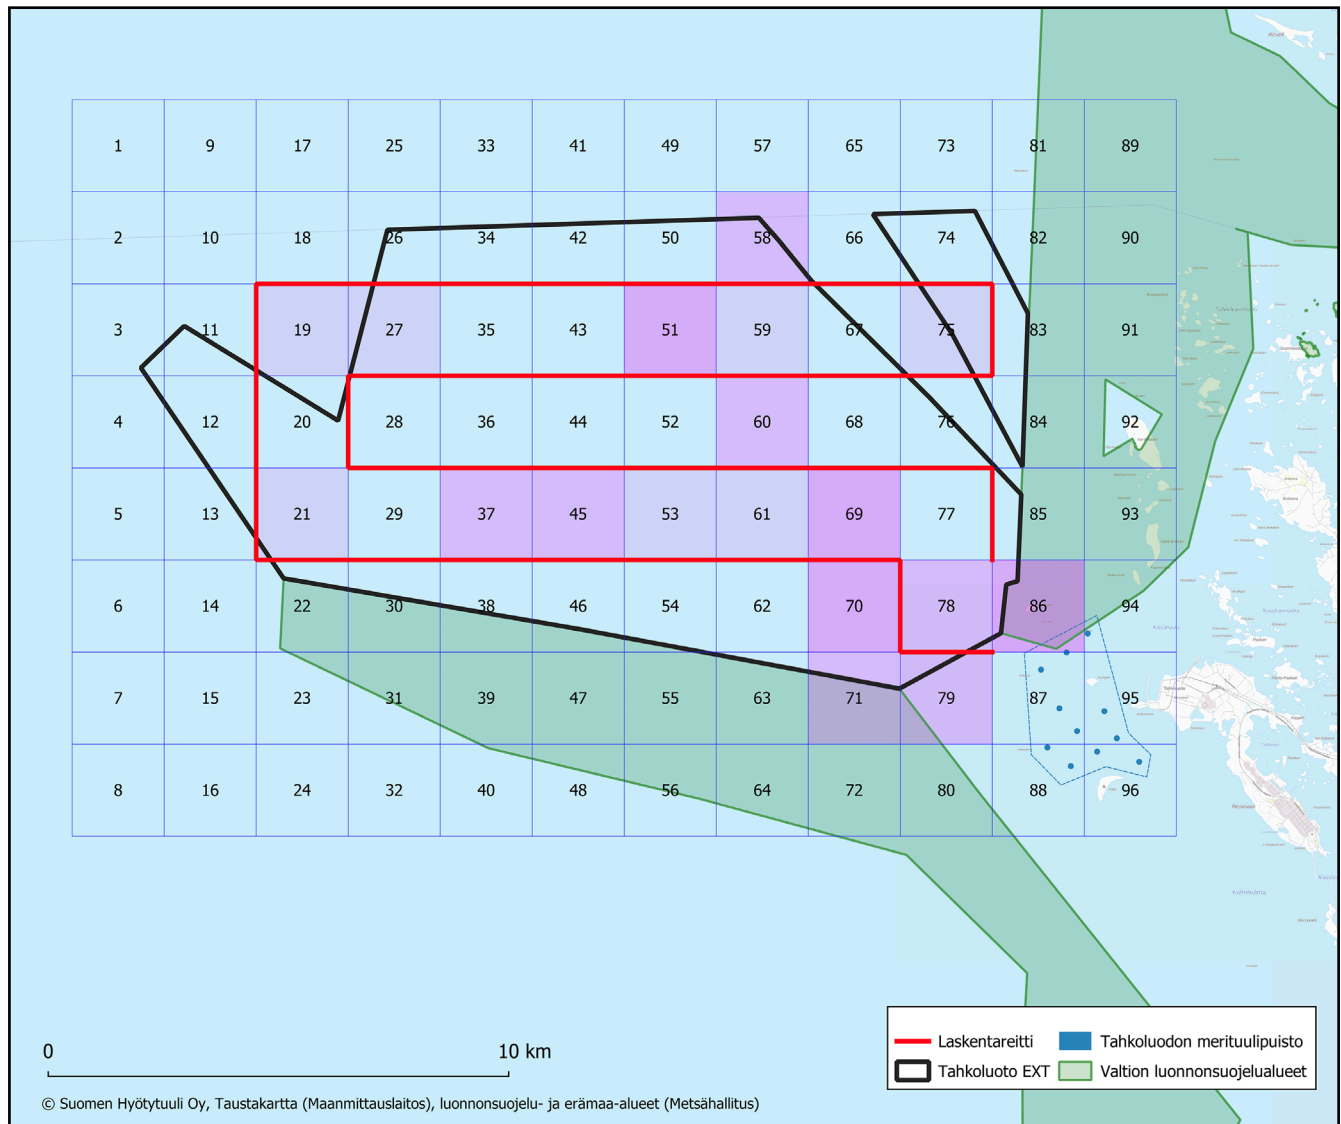 1 9 17 25 33 41 49 57 65 73 81 89
2 10 18 26 34 42 50 58 66 74 82 90
3 11 19 27 35 43 51 59 67 75 83 91
4 12 20 28 36 44 52 60 68 76 84 92
5 13 21 29 37 45 53 61 69 77 85 93
6 14 22 30 38 46 54 62 70 78 86 94
7 15 23 31 39 47 55 63 71 79 87 95
8 16 24 32 40 48 56 64 72 80 88 96
0 10 km
Laskentareitti
Tahkoluodon merituulipuisto
Tahkoluoto EXT
Valtion luonnonsuojelualueet
© Suomen Hyötytuuli Oy, Taustakartta (Maanmittauslaitos), luonnonsuojelu- ja erämaa-alueet (Metsähallitus)